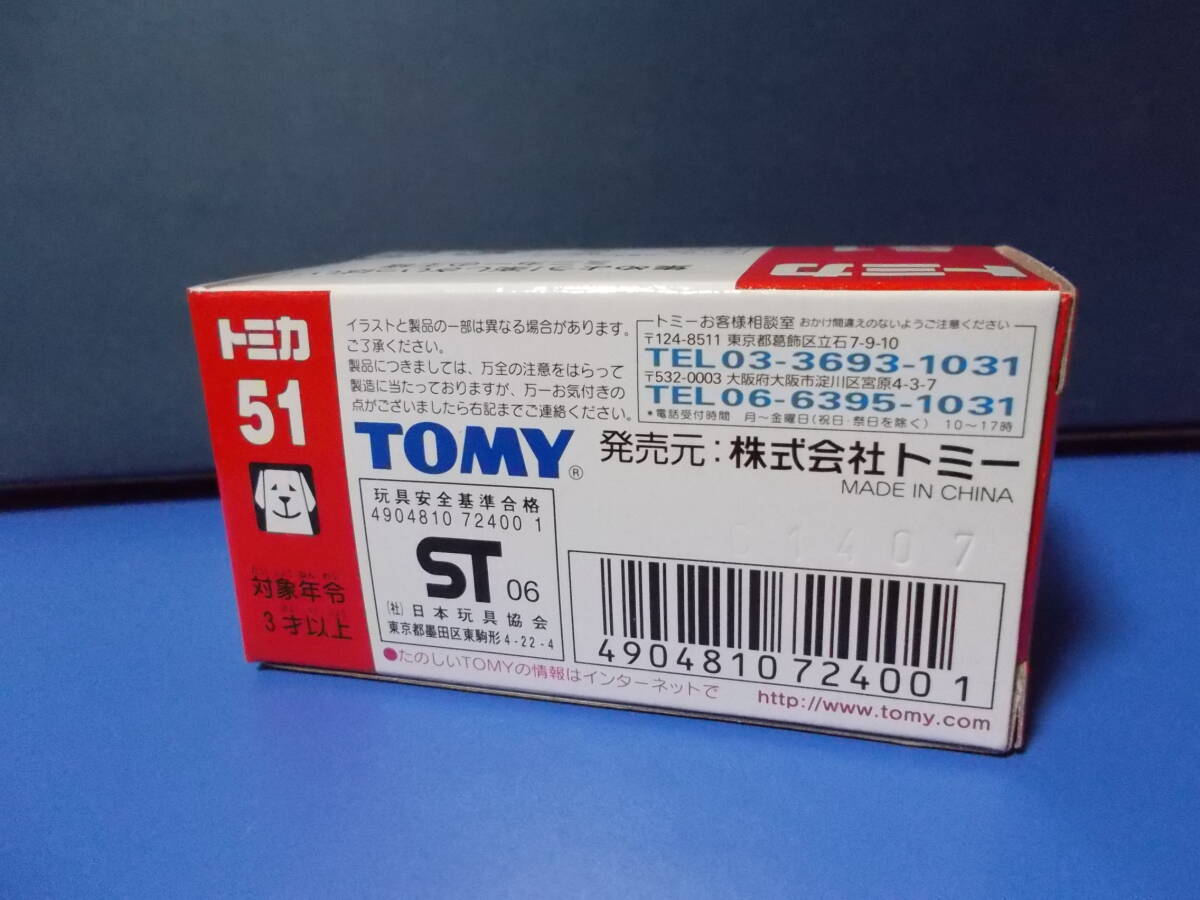 トミカ
51
トミカ
51
対象年令
3才以上
イラストと製品の一部は異なる場合があります。
ご了承ください。
製品につきましては、万全の注意をはらって
製造に当たっておりますが、万一お気付きの
点がございましたら右記までご連絡ください。
トミーお客様相談室 おかけ間違えのないようご注意ください
〒124-8511 東京都葛飾区立石7-9-10
TEL03-3693-1031
〒532-0003 大阪府大阪市淀川区宮原4-3-7
TEL06-6395-1031
*電話受付時間 月〜金曜日(祝日・祭日を除く) 10〜17時
TOMY®
発売元:株式会社トミー
MADE IN CHINA
C1407
玩具安全基準合格
4904810 72400 1
ST 06
(社)日本玩具協会
東京都墨田区東駒形4-22-4
4904810724001
●たのしいTOMYの情報はインターネットで http://www.tomy.com